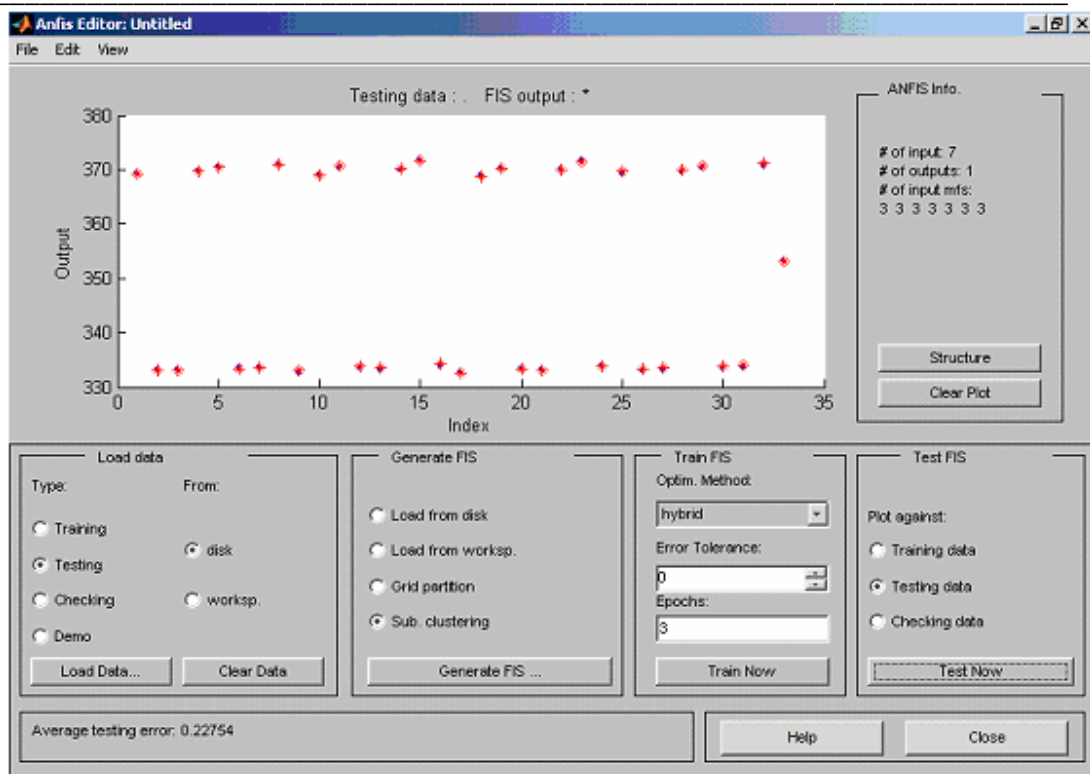 Anfis Editor: Untitled
File Edit View
Testing data : . FIS output : *
380
370
360
350
340
330
Output
0 5 10 15 20 25 30 35
Index
ANFIS Info.
# of input: 7
# of outputs: 1
# of input mfs:
3 3 3 3 3 3 3
Structure
Clear Plot
Load data
Type: From:
Training
Testing
Checking
Demo
disk
worksp.
Load Data...
Clear Data
Generate FIS
Load from disk
Load from worksp.
Grid partition
Sub. clustering
Generate FIS ...
Train FIS
Optim. Method:
hybrid
Error Tolerance:
0
Epochs:
3
Train Now
Test FIS
Plot against:
Training data
Testing data
Checking data
Test Now
Average testing error: 0.22754
Help
Close